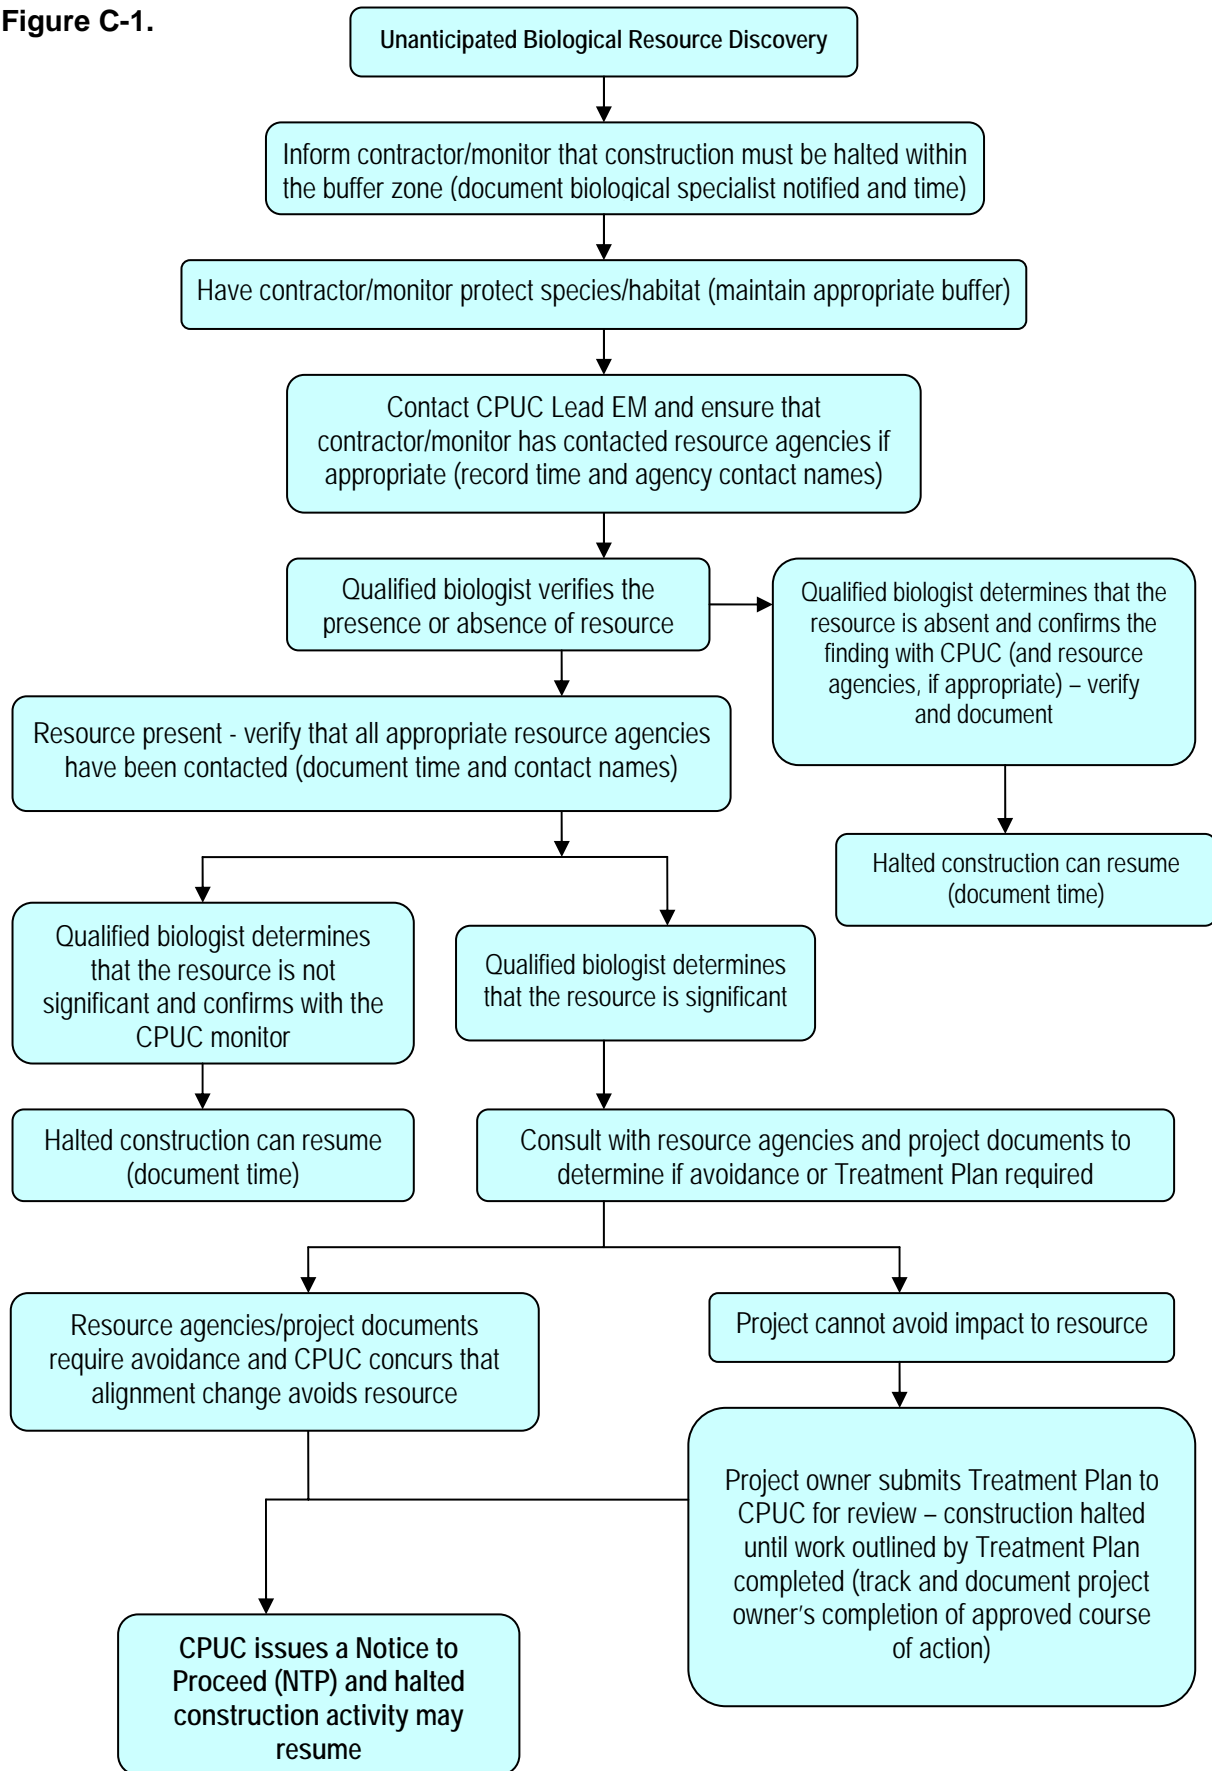 Figure C-1.
Unanticipated Biological Resource Discovery
Inform contractor/monitor that construction must be halted within
the buffer zone (document biological specialist notified and time)
Have contractor/monitor protect species/habitat (maintain appropriate buffer)
Contact CPUC Lead EM and ensure that
contractor/monitor has contacted resource agencies if
appropriate (record time and agency contact names)
Qualified biologist verifies the
presence or absence of resource
Qualified biologist determines that the
resource is absent and confirms the
finding with CPUC (and resource
agencies, if appropriate) – verify
and document
Resource present - verify that all appropriate resource agencies
have been contacted (document time and contact names)
Halted construction can resume
(document time)
Qualified biologist determines
that the resource is not
significant and confirms with the
CPUC monitor
Qualified biologist determines
that the resource is significant
Halted construction can resume
(document time)
Consult with resource agencies and project documents to
determine if avoidance or Treatment Plan required
Resource agencies/project documents
require avoidance and CPUC concurs that
alignment change avoids resource
Project cannot avoid impact to resource
Project owner submits Treatment Plan to
CPUC for review – construction halted
until work outlined by Treatment Plan
completed (track and document project
owner's completion of approved course
of action)
CPUC issues a Notice to
Proceed (NTP) and halted
construction activity may
resume